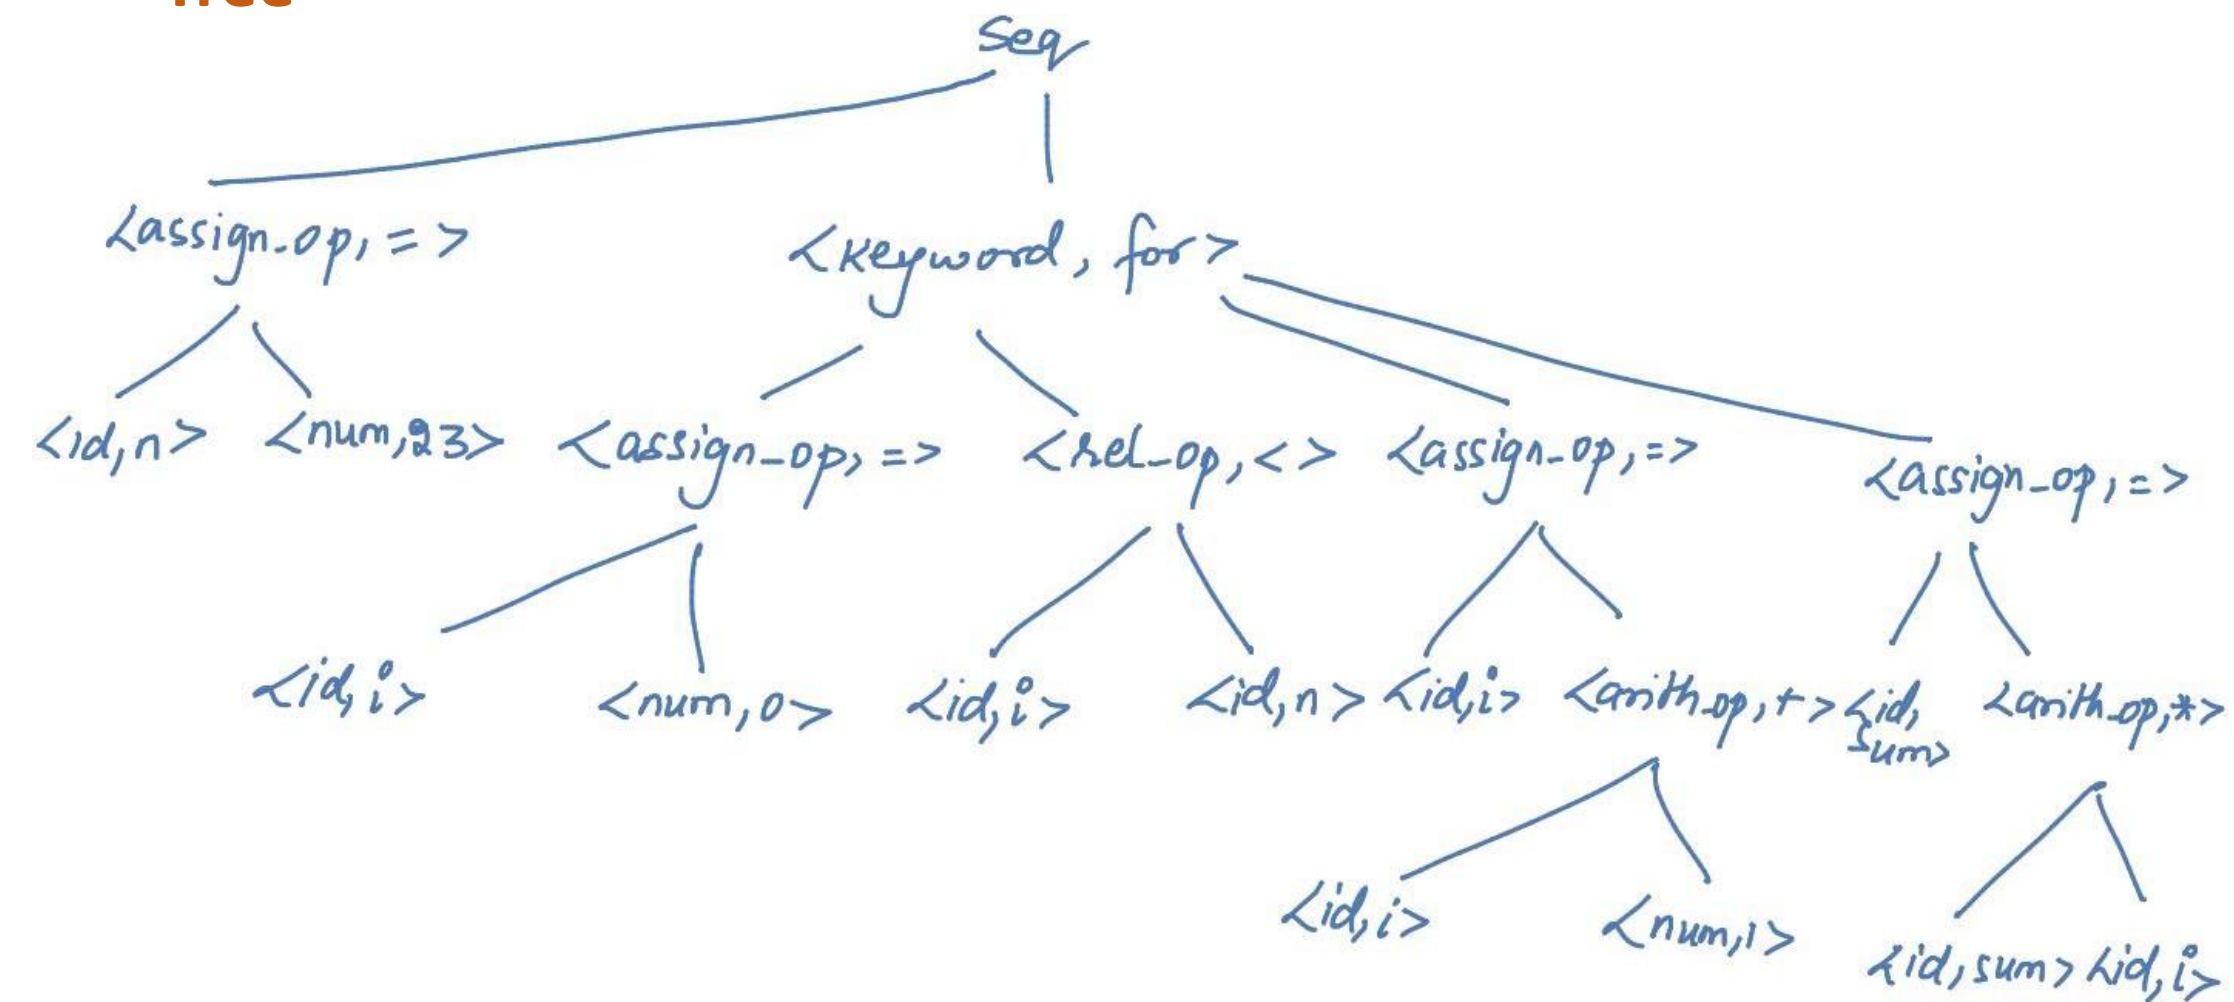 Seq
<assign_op, = >
<keyword, for>
<id,n>
<num,23>
<assign_op, = >
<rel_op, < >
<assign_op, = >
<assign_op, = >
<id,i>
<num,0>
<id,i>
<id,n>
<id,i>
<arith_op,+>
<id,
sum>
<arith_op,*>
<id,i>
<num,1>
<id,sum>
<id,i>